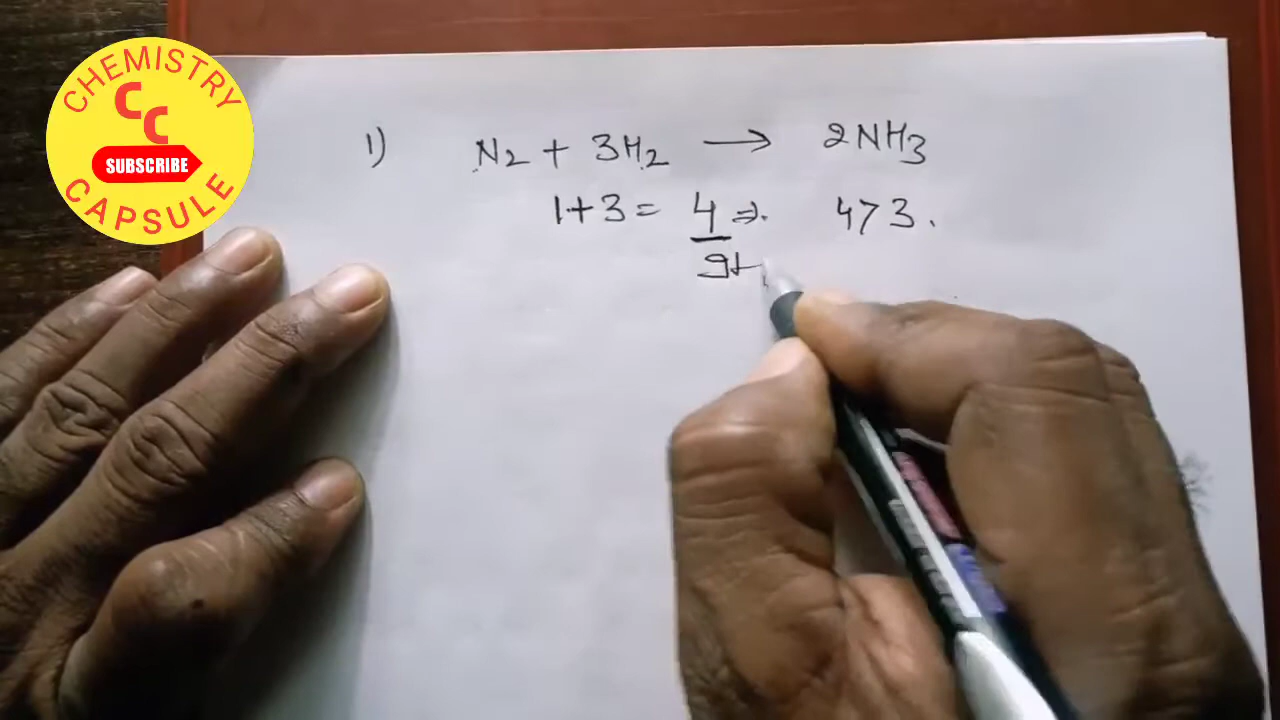 CHEMISTRY
CC
SUBSCRIBE
CAPSULE
1) N2 + 3H2 → 2NH3
1+3= 4 ⇒. 473.